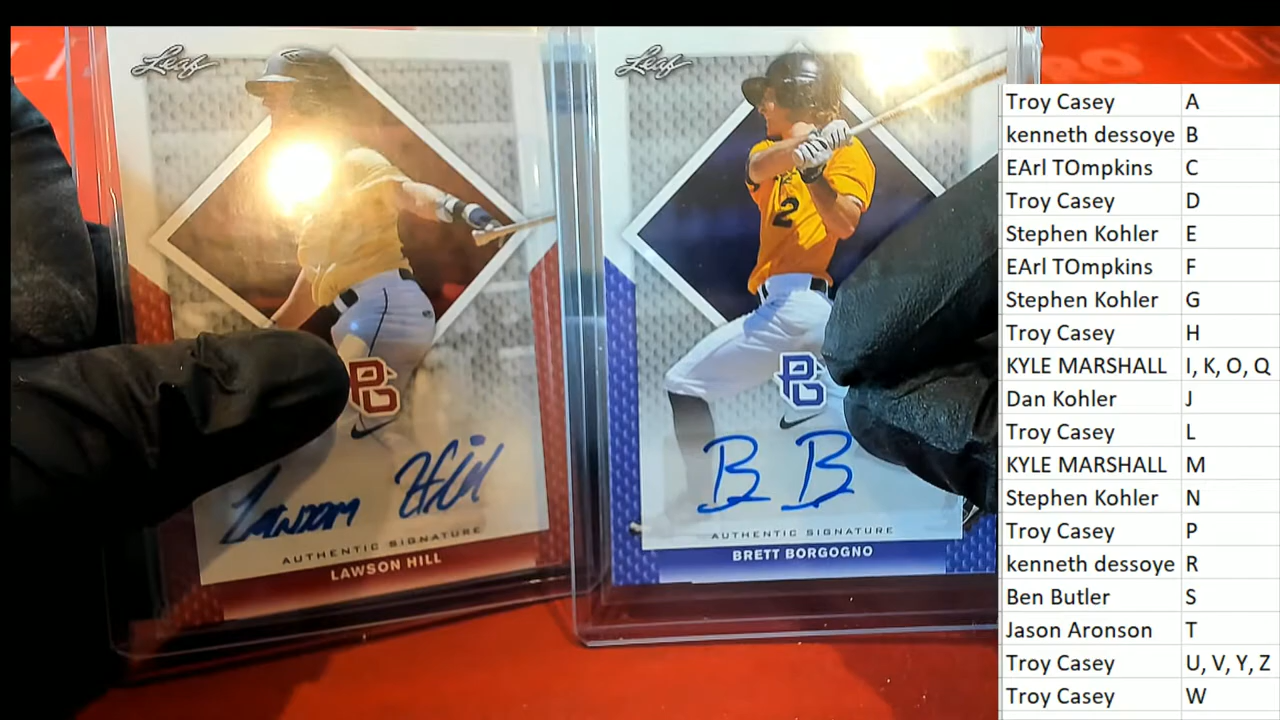 Leaf
PG
Lawson Hill
AUTHENTIC SIGNATURE
LAWSON HILL
Leaf
2
PG
B B
AUTHENTIC SIGNATURE
BRETT BORGOGNO
Troy Casey A
kenneth dessoye B
EArl TOmpkins C
Troy Casey D
Stephen Kohler E
EArl TOmpkins F
Stephen Kohler G
Troy Casey H
KYLE MARSHALL I, K, O, Q
Dan Kohler J
Troy Casey L
KYLE MARSHALL M
Stephen Kohler N
Troy Casey P
kenneth dessoye R
Ben Butler S
Jason Aronson T
Troy Casey U, V, Y, Z
Troy Casey W